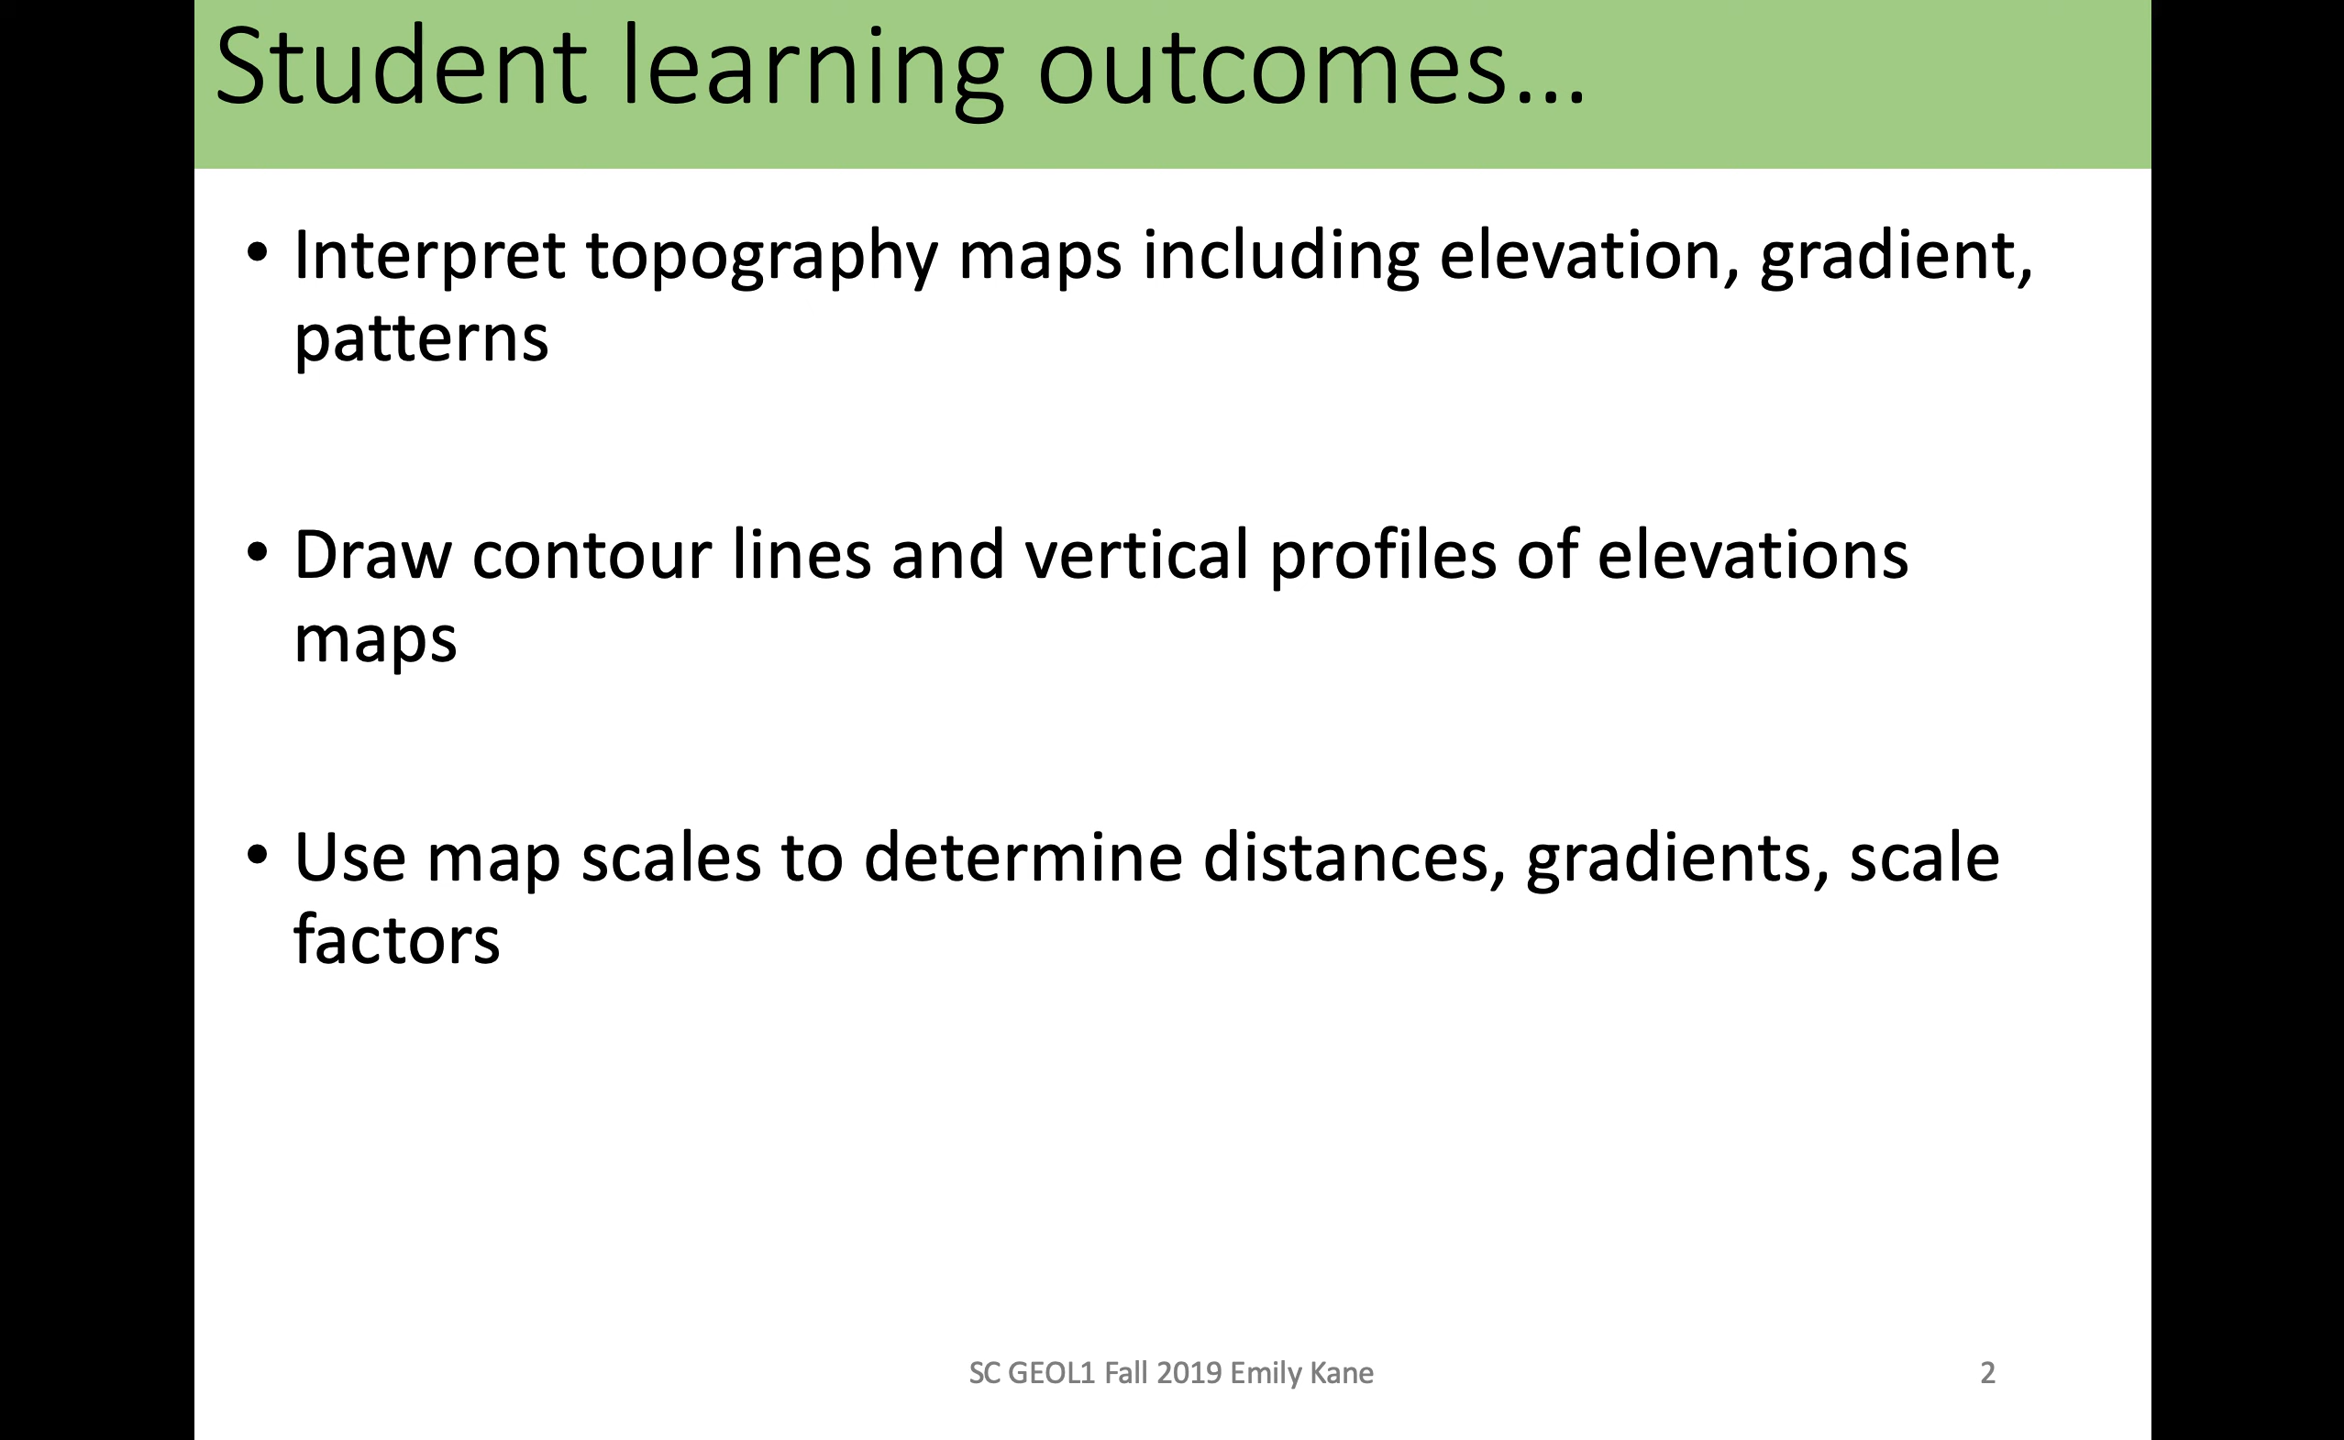 Student learning outcomes...
• Interpret topography maps including elevation, gradient,
patterns
• Draw contour lines and vertical profiles of elevations
maps
• Use map scales to determine distances, gradients, scale
factors
SC GEOL1 Fall 2019 Emily Kane
2